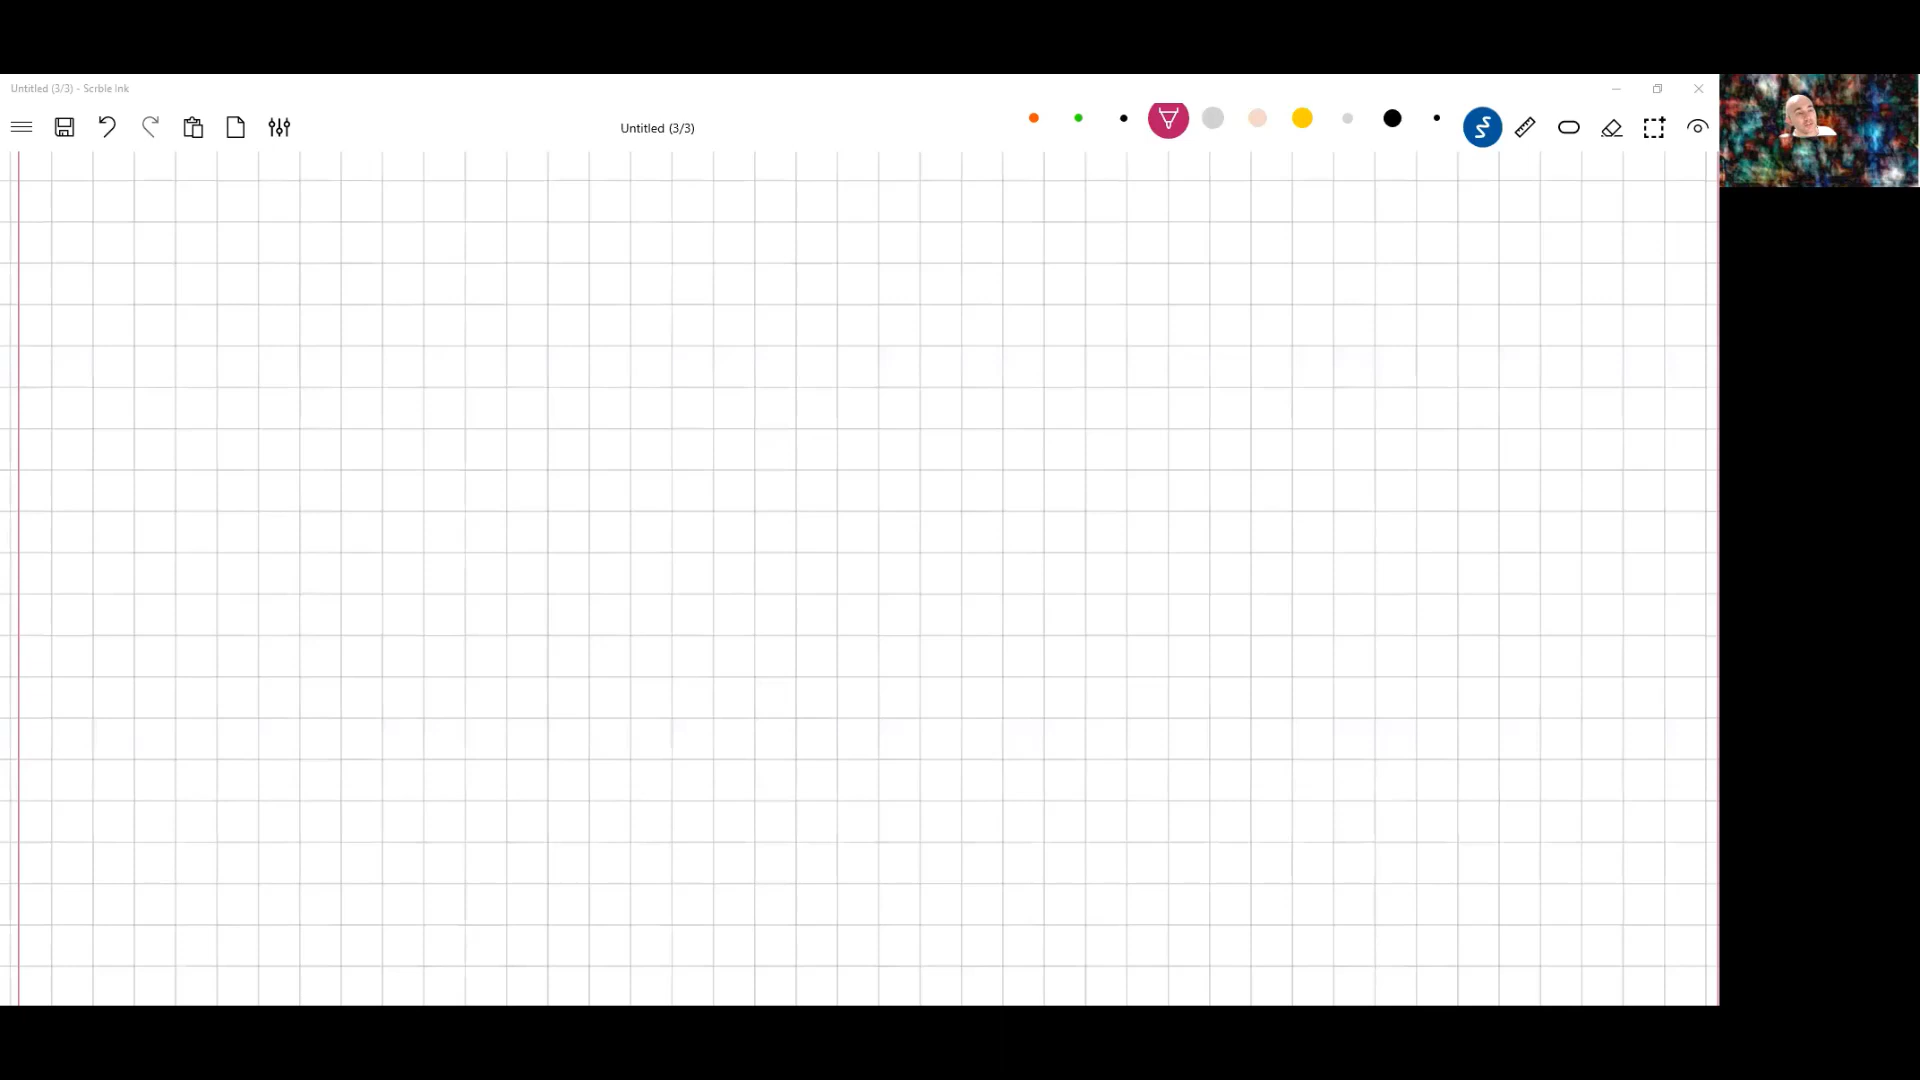 Untitled (3/3) - Scrble Ink
Untitled (3/3)